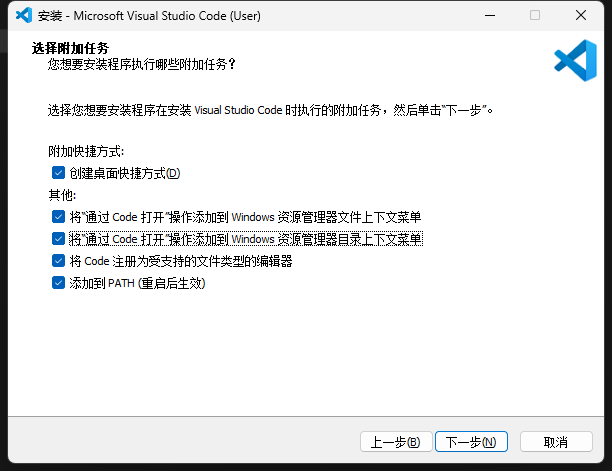 安装 - Microsoft Visual Studio Code (User)
选择附加任务
您想要安装程序执行哪些附加任务？
选择您想要安装程序在安装 Visual Studio Code 时执行的附加任务，然后单击“下一步”。
附加快捷方式:
创建桌面快捷方式(D)
其他:
将“通过 Code 打开”操作添加到 Windows 资源管理器文件上下文菜单
将“通过 Code 打开”操作添加到 Windows 资源管理器目录上下文菜单
将 Code 注册为受支持的文件类型的编辑器
添加到 PATH (重启后生效)
上一步(B)
下一步(N)
取消